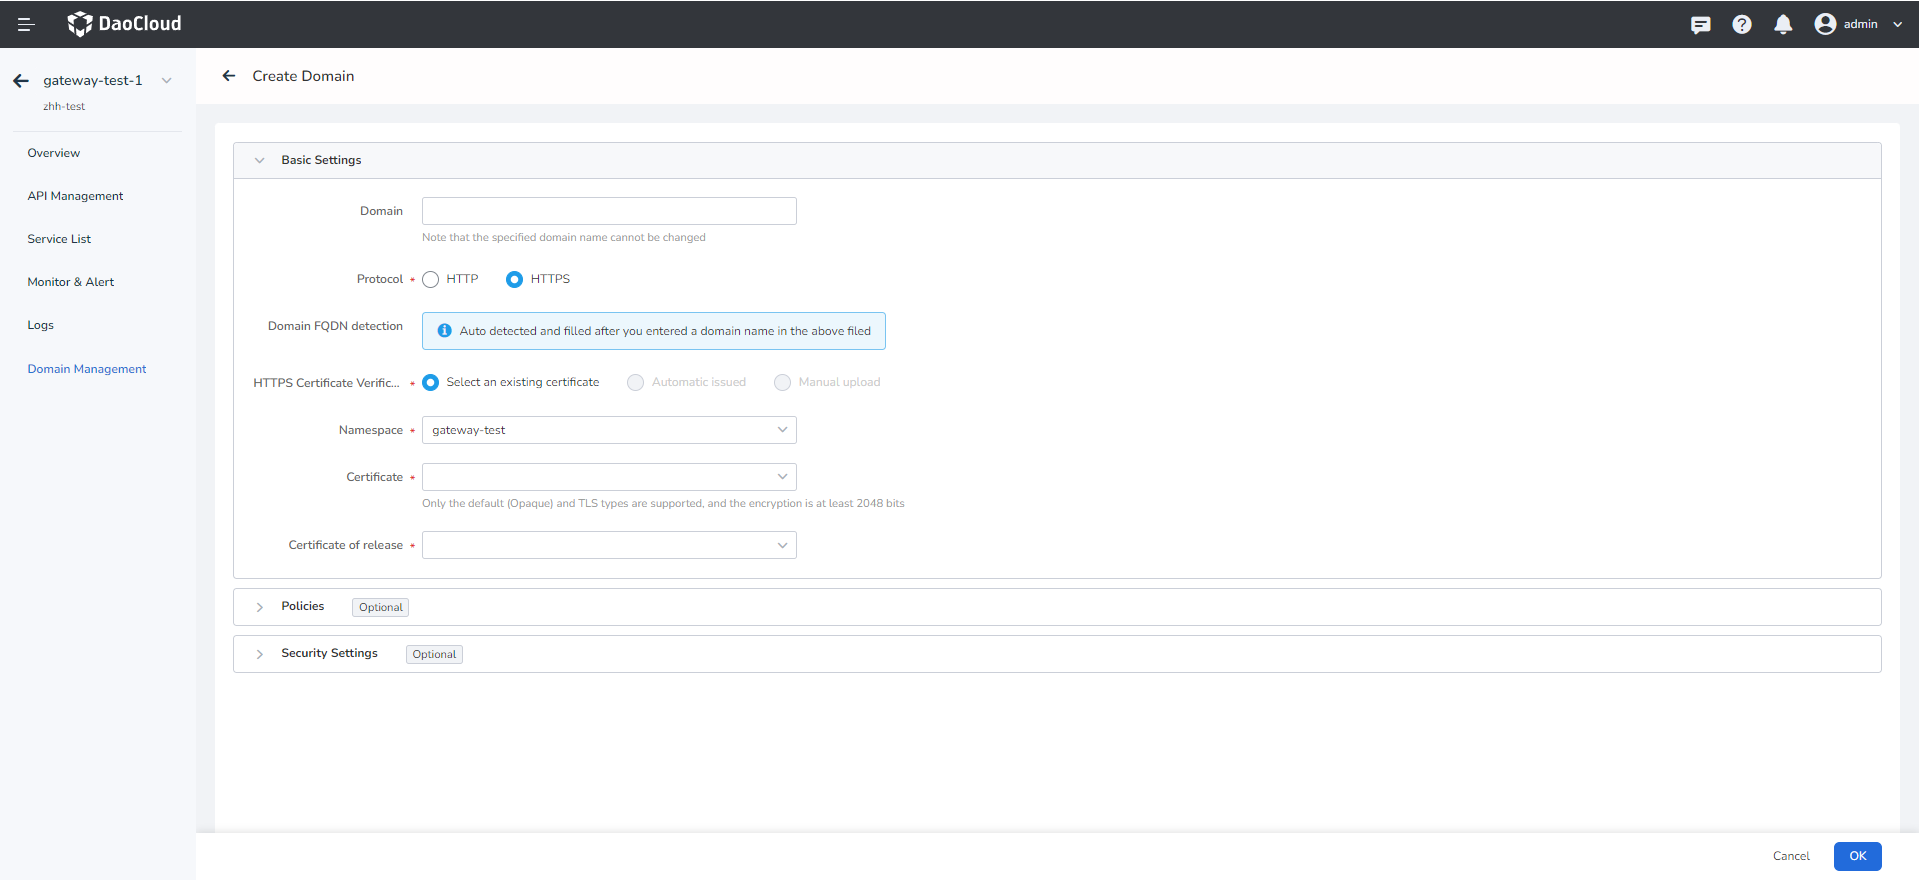 DaoCloud
admin
gateway-test-1
zhh-test
Overview
API Management
Service List
Monitor & Alert
Logs
Domain Management
Create Domain
Basic Settings
Domain
Note that the specified domain name cannot be changed
Protocol * HTTP HTTPS
Domain FQDN detection
Auto detected and filled after you entered a domain name in the above filed
HTTPS Certificate Verific... * Select an existing certificate Automatic issued Manual upload
Namespace * gateway-test
Certificate *
Only the default (Opaque) and TLS types are supported, and the encryption is at least 2048 bits
Certificate of release *
Policies Optional
Security Settings Optional
Cancel OK